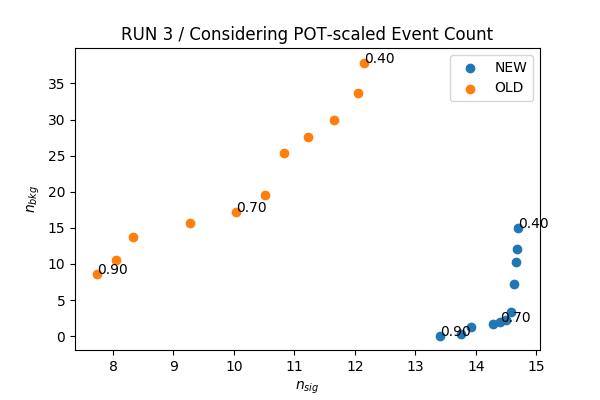 RUN 3 / Considering POT-scaled Event Count
NEW
OLD
0.40
0.70
0.90
0.40
0.70
0.90
35
30
25
20
15
10
5
0
n_bkg
8 9 10 11 12 13 14 15
n_sig